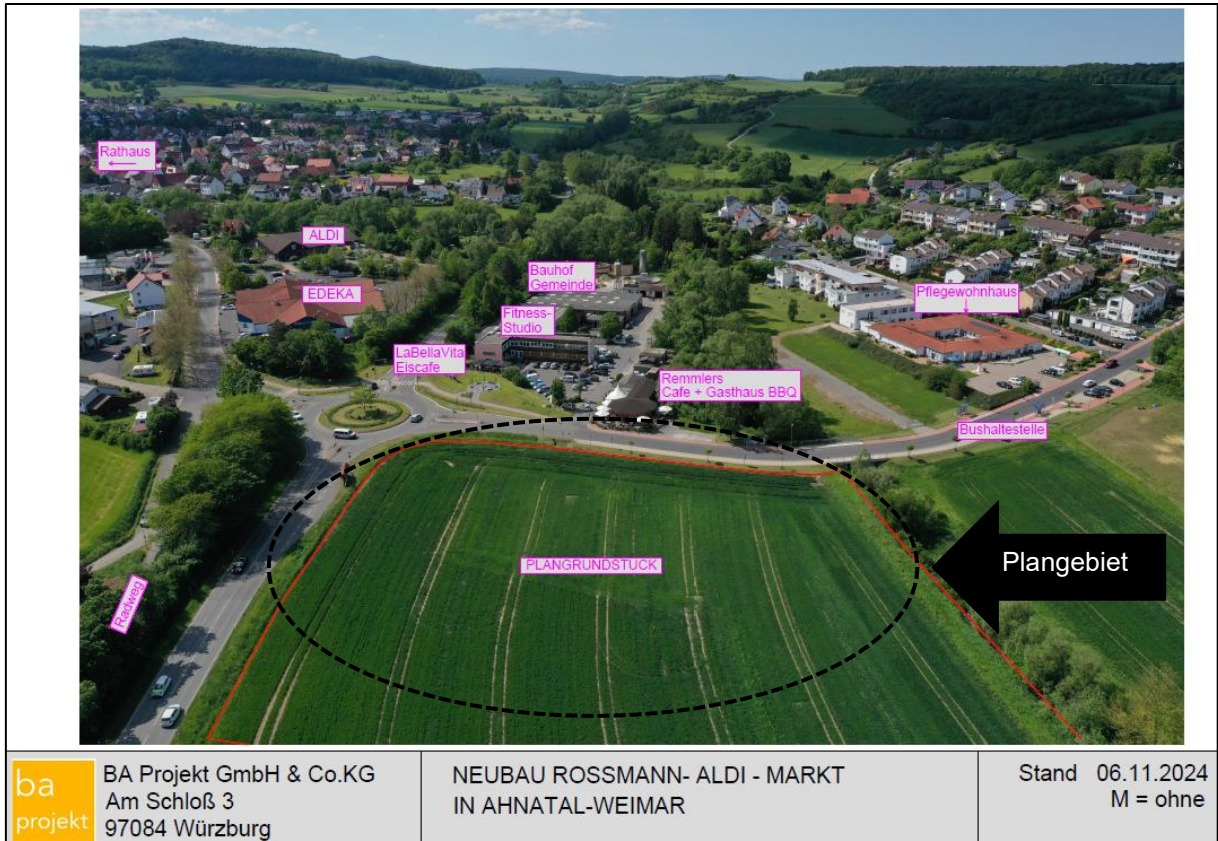 Rathaus
ALDI
EDEKA
Bauhof
Gemeinde
Fitness-
Studio
LaBellaVita
Eiscafe
Remmlers
Cafe + Gasthaus BBQ
Pflegewohnhaus
Bushaltestelle
PLANGRUNDSTÜCK
Plangebiet
Radweg
ba
projekt
BA Projekt GmbH & Co.KG
Am Schloß 3
97084 Würzburg
NEUBAU ROSSMANN- ALDI - MARKT
IN AHNATAL-WEIMAR
Stand 06.11.2024
M = ohne